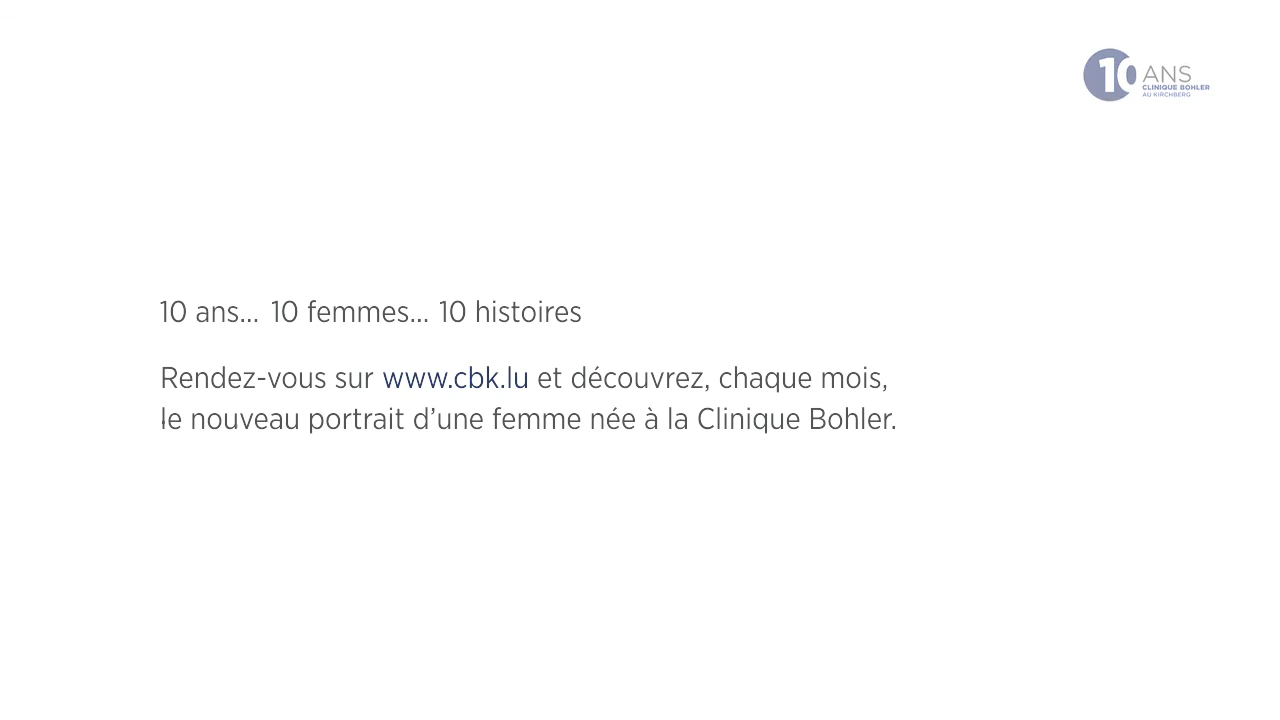 10 ANS
CLINIQUE BOHLER
AU KIRCHBERG
10 ans... 10 femmes... 10 histoires
Rendez-vous sur www.cbk.lu et découvrez, chaque mois,
le nouveau portrait d’une femme née à la Clinique Bohler.